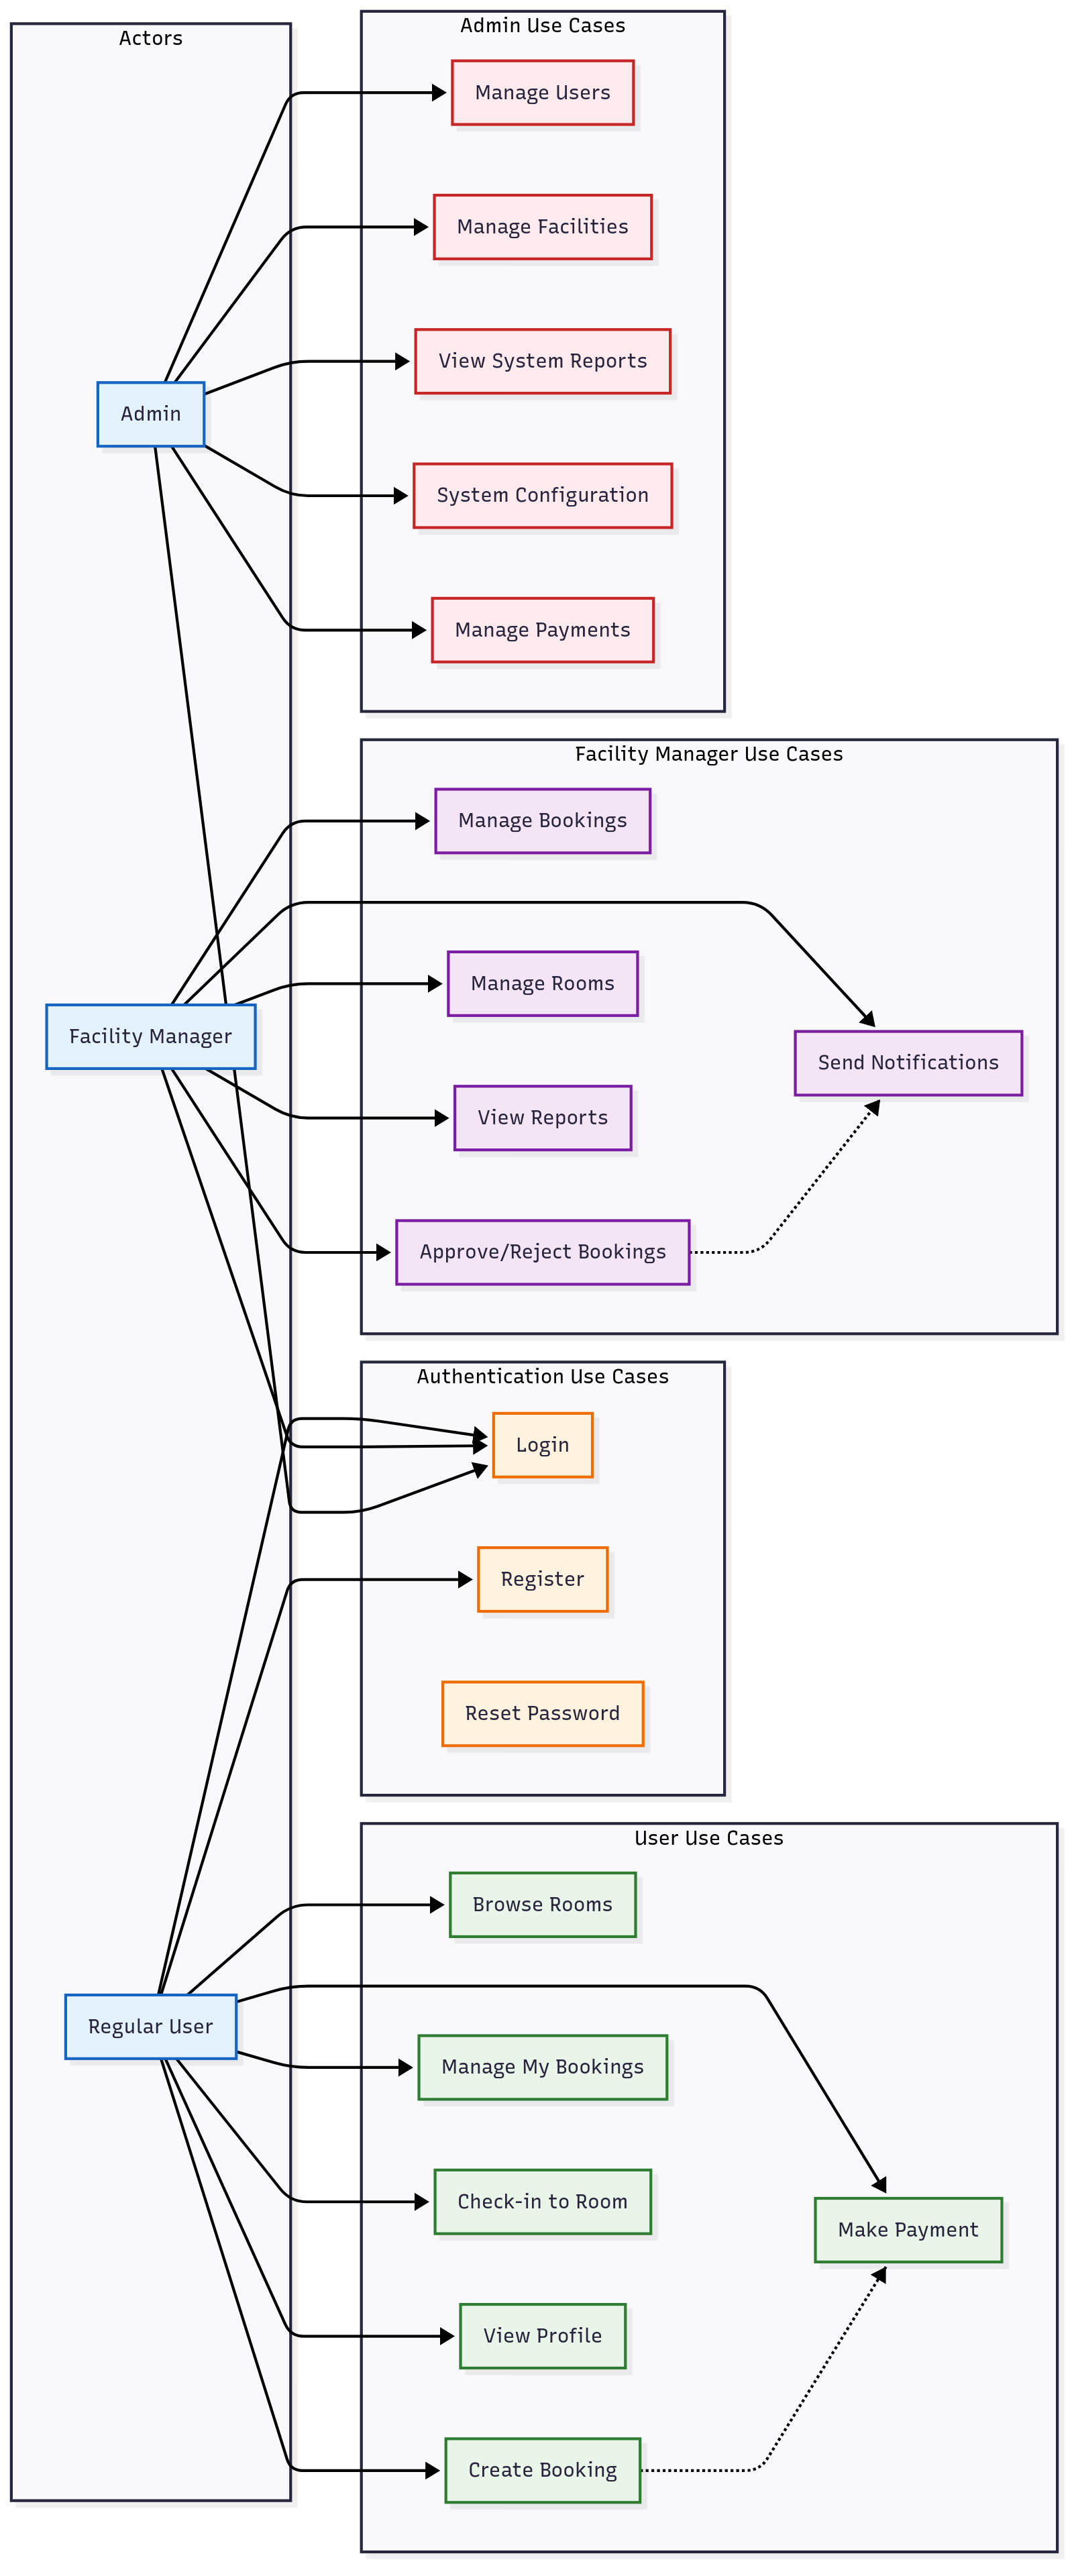 Actors
Admin
Facility Manager
Regular User
Admin Use Cases
Manage Users
Manage Facilities
View System Reports
System Configuration
Manage Payments
Facility Manager Use Cases
Manage Bookings
Manage Rooms
Send Notifications
View Reports
Approve/Reject Bookings
Authentication Use Cases
Login
Register
Reset Password
User Use Cases
Browse Rooms
Manage My Bookings
Check-in to Room
Make Payment
View Profile
Create Booking